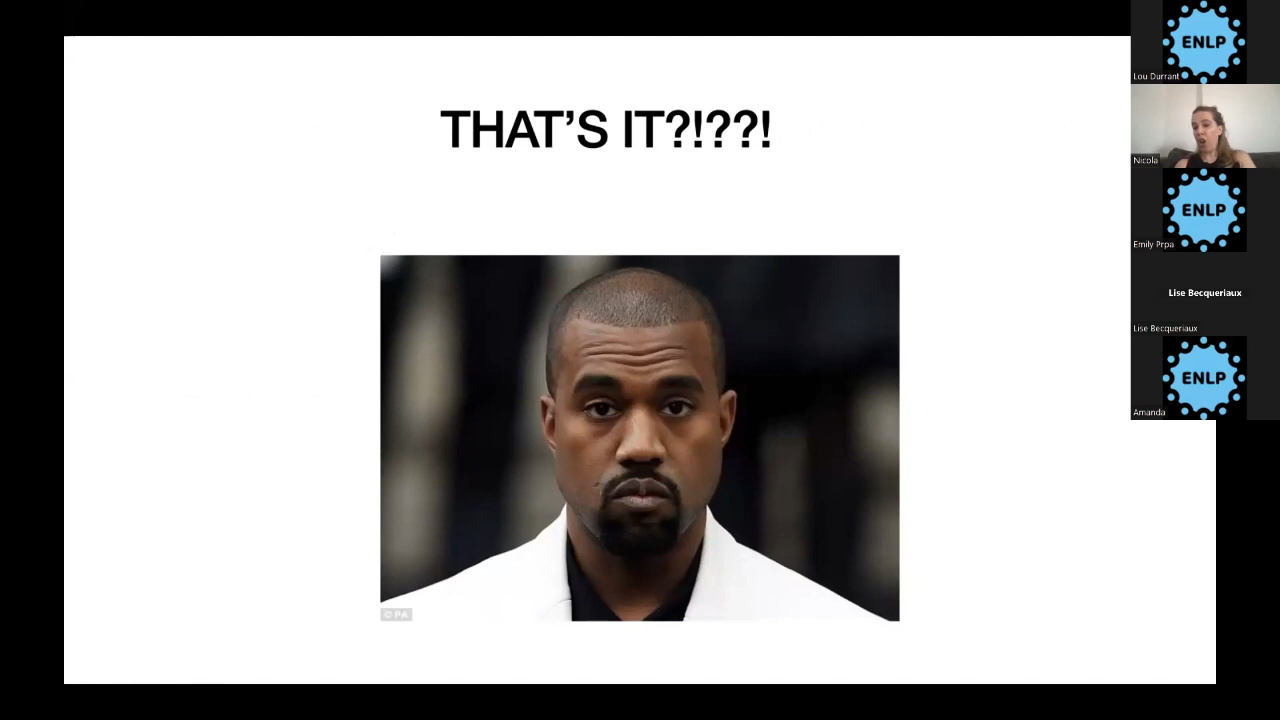 THAT'S IT?!??!
© PA
ENLP
Lou Durrant
Nicola
ENLP
Emily Prpa
Lise Becqueriaux
Lise Becqueriaux
ENLP
Amanda